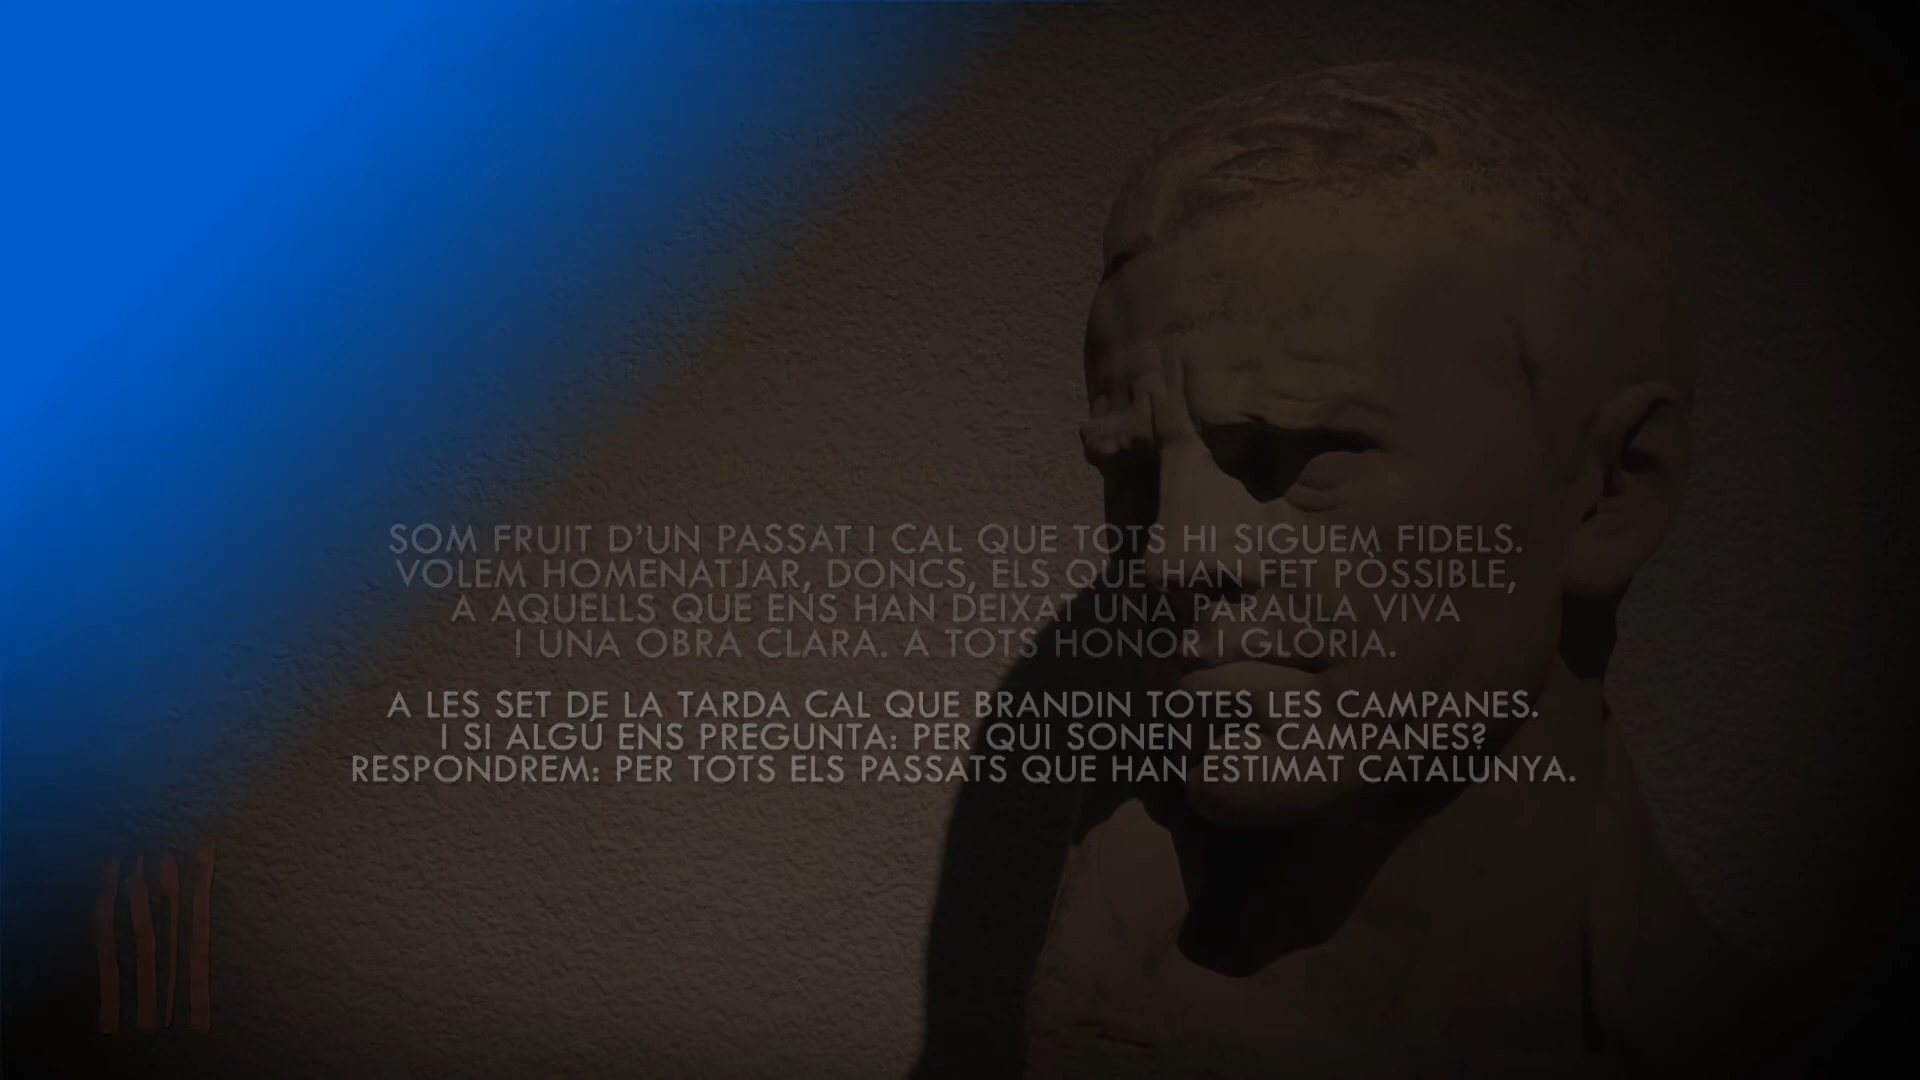 SOM FRUIT D'UN PASSAT I CAL QUE TOTS HI SIGUEM FIDELS.
VOLEM HOMENATJAR, DONCS, ELS QUE HAN FET PÒSSIBLE,
A AQUELLS QUE ENS HAN DEIXAT UNA PARAULA VIVA
I UNA OBRA CLARA. A TOTS HONOR I GLÒRIA.
A LES SET DE LA TARDA CAL QUE BRANDIN TOTES LES CAMPANES.
I SI ALGÚ ENS PREGUNTA: PER QUI SONEN LES CAMPANES?
RESPONDREM: PER TOTS ELS PASSATS QUE HAN ESTIMAT CATALUNYA.